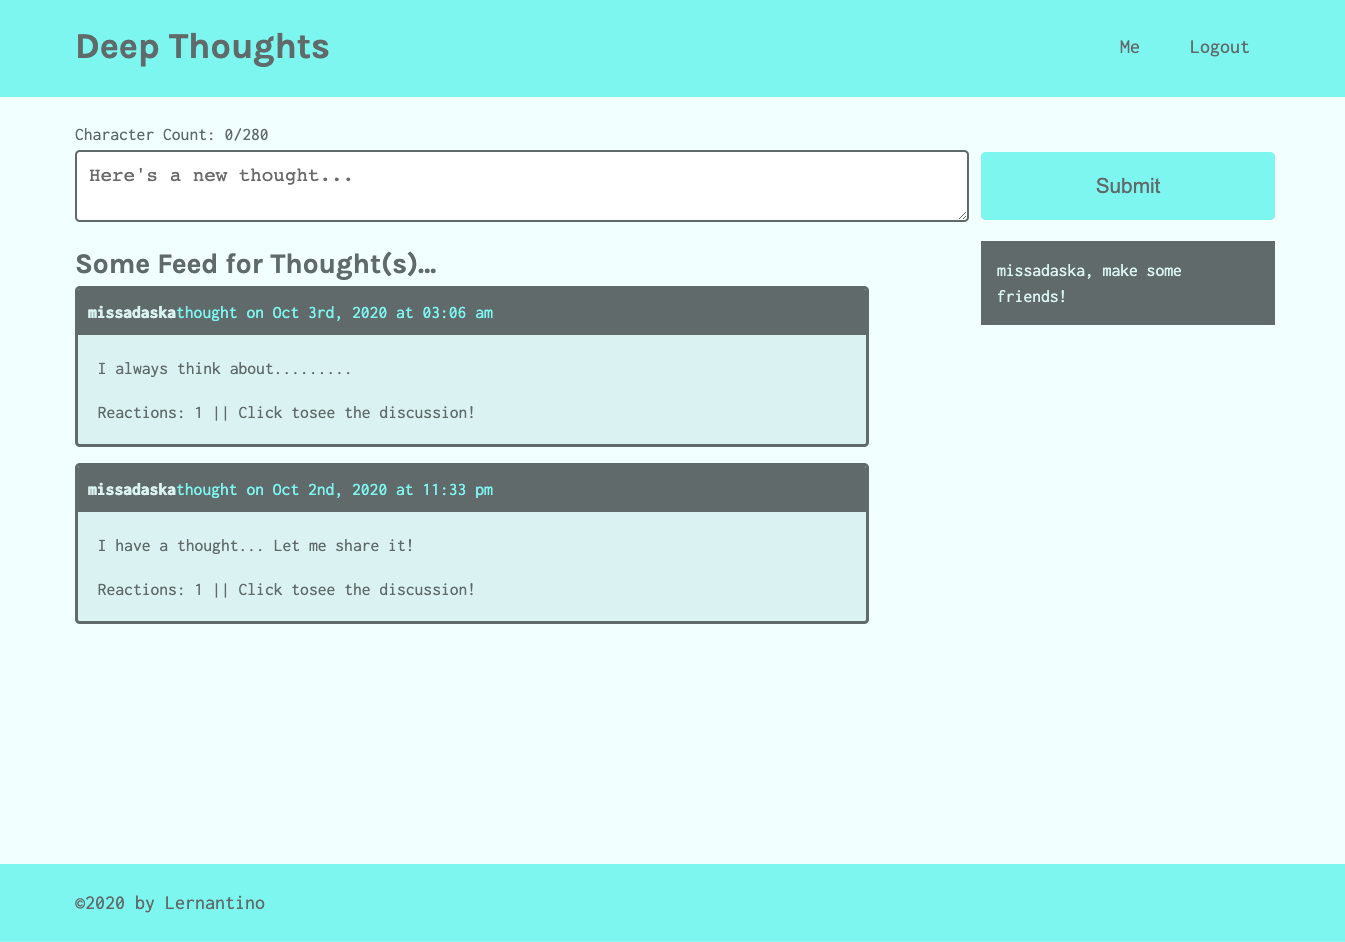 Deep Thoughts
Me
Logout
Character Count: 0/280
Here's a new thought...
Submit
Some Feed for Thought(s)...
missadaskathought on Oct 3rd, 2020 at 03:06 am
I always think about.........
Reactions: 1 || Click tosee the discussion!
missadaskathought on Oct 2nd, 2020 at 11:33 pm
I have a thought... Let me share it!
Reactions: 1 || Click tosee the discussion!
missadaska, make some
friends!
©2020 by Lernantino